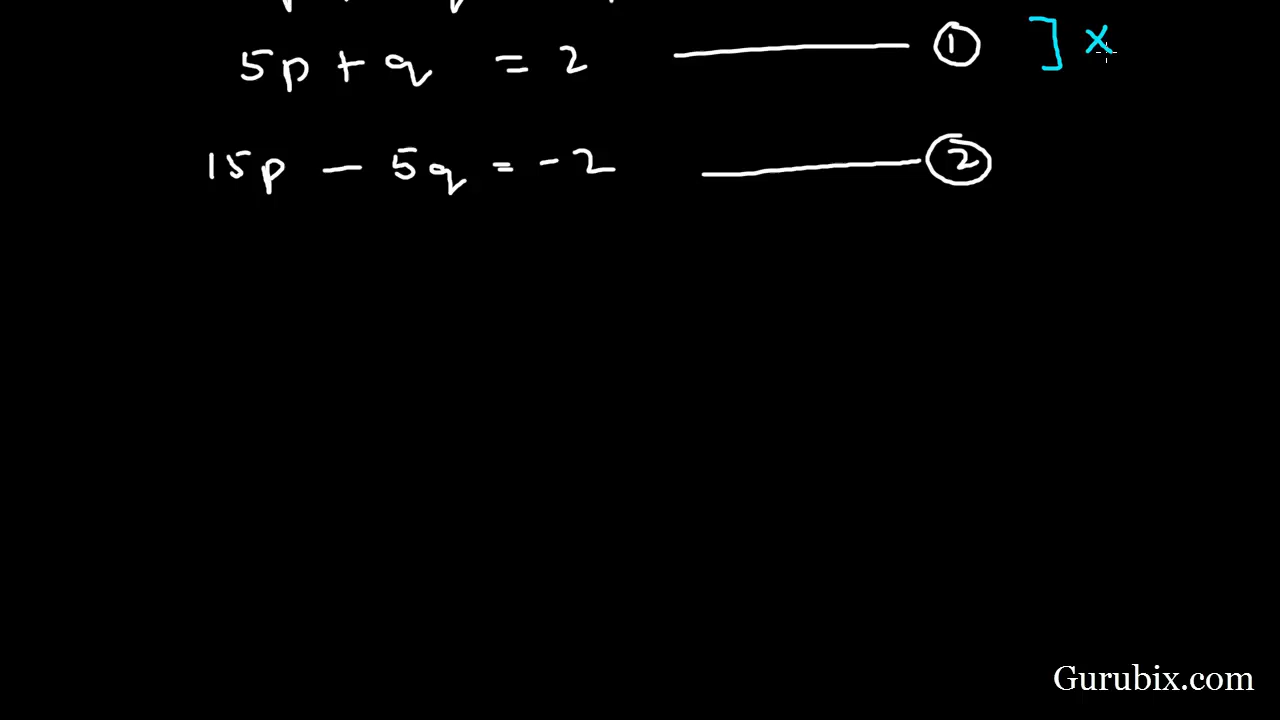 5p + q = 2 ——— ① ] ×
15p — 5q = -2 ——— ②
Gurubix.com